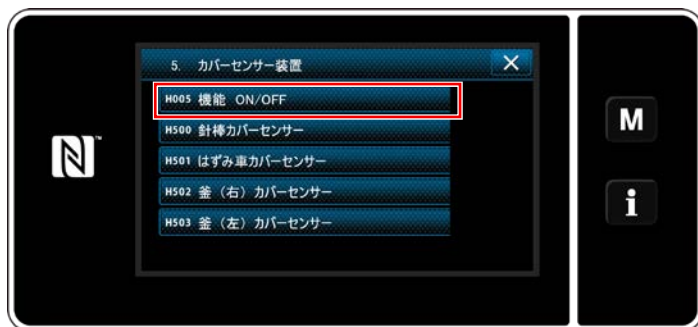 5. カバーセンサー装置
H005 機能 ON/OFF
H500 針棒カバーセンサー
H501 はずみ車カバーセンサー
H502 釜（右）カバーセンサー
H503 釜（左）カバーセンサー
M
i